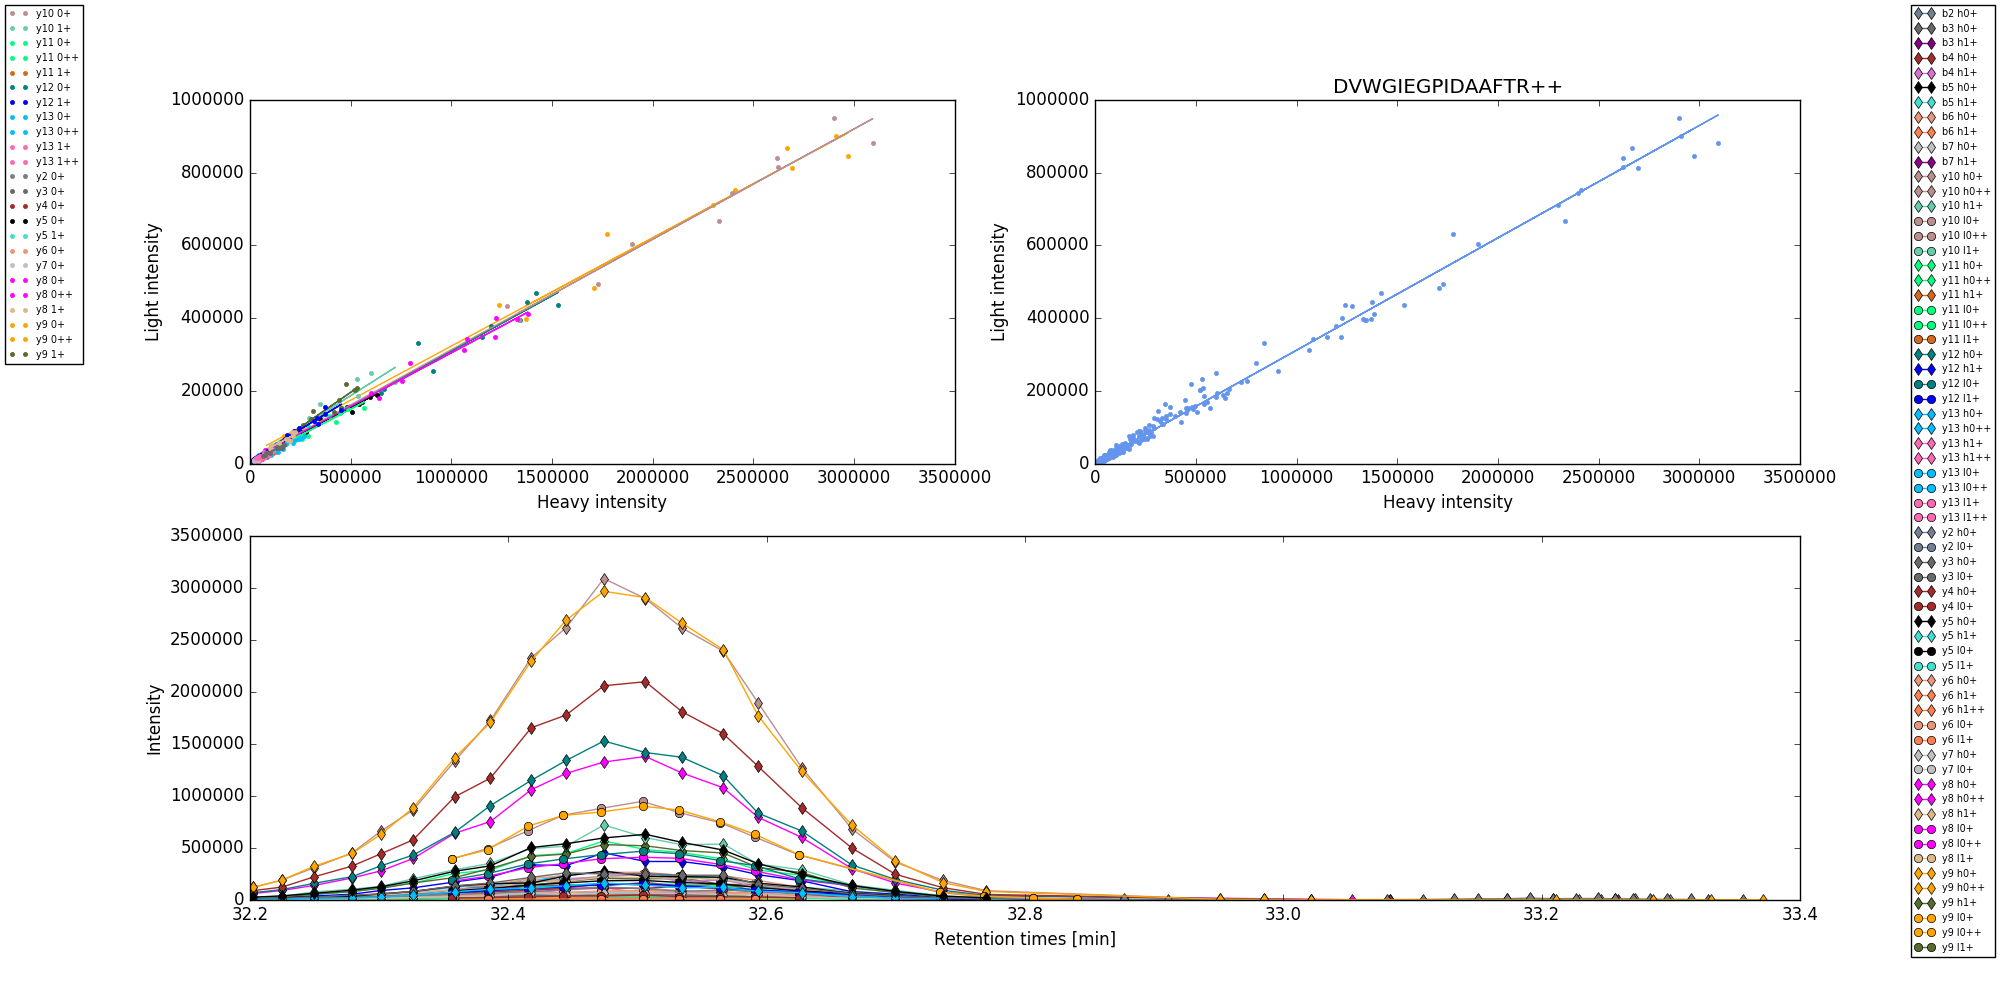 y10 0+
y10 1+
y11 0+
y11 0++
y11 1+
y12 0+
y12 1+
y13 0+
y13 0++
y13 1+
y13 1++
y2 0+
y3 0+
y4 0+
y5 0+
y5 1+
y6 0+
y7 0+
y8 0+
y8 0++
y8 1+
y9 0+
y9 0++
y9 1+
1000000
800000
600000
400000
200000
0
Light intensity
0 500000 1000000 1500000 2000000 2500000 3000000 3500000
Heavy intensity
DVWGIEGPIDAAFTR++
1000000
800000
600000
400000
200000
0
Light intensity
0 500000 1000000 1500000 2000000 2500000 3000000 3500000
Heavy intensity
3500000
3000000
2500000
2000000
1500000
1000000
500000
0
Intensity
32.2 32.4 32.6 32.8 33.0 33.2 33.4
Retention times [min]
b2 h0+
b3 h0+
b3 h1+
b4 h0+
b4 h1+
b5 h0+
b5 h1+
b6 h0+
b6 h1+
b7 h0+
b7 h1+
y10 h0+
y10 h0++
y10 h1+
y10 l0+
y10 l0++
y10 l1+
y11 h0+
y11 h0++
y11 h1+
y11 l0+
y11 l0++
y11 l1+
y12 h0+
y12 h1+
y12 l0+
y12 l1+
y13 h0+
y13 h0++
y13 h1+
y13 h1++
y13 l0+
y13 l0++
y13 l1+
y13 l1++
y2 h0+
y2 l0+
y3 h0+
y3 l0+
y4 h0+
y4 l0+
y5 h0+
y5 h1+
y5 l0+
y5 l1+
y6 h0+
y6 h1+
y6 h1++
y6 l0+
y6 l1+
y7 h0+
y7 l0+
y8 h0+
y8 h0++
y8 h1+
y8 l0+
y8 l0++
y8 l1+
y9 h0+
y9 h0++
y9 h1+
y9 l0+
y9 l0++
y9 l1+